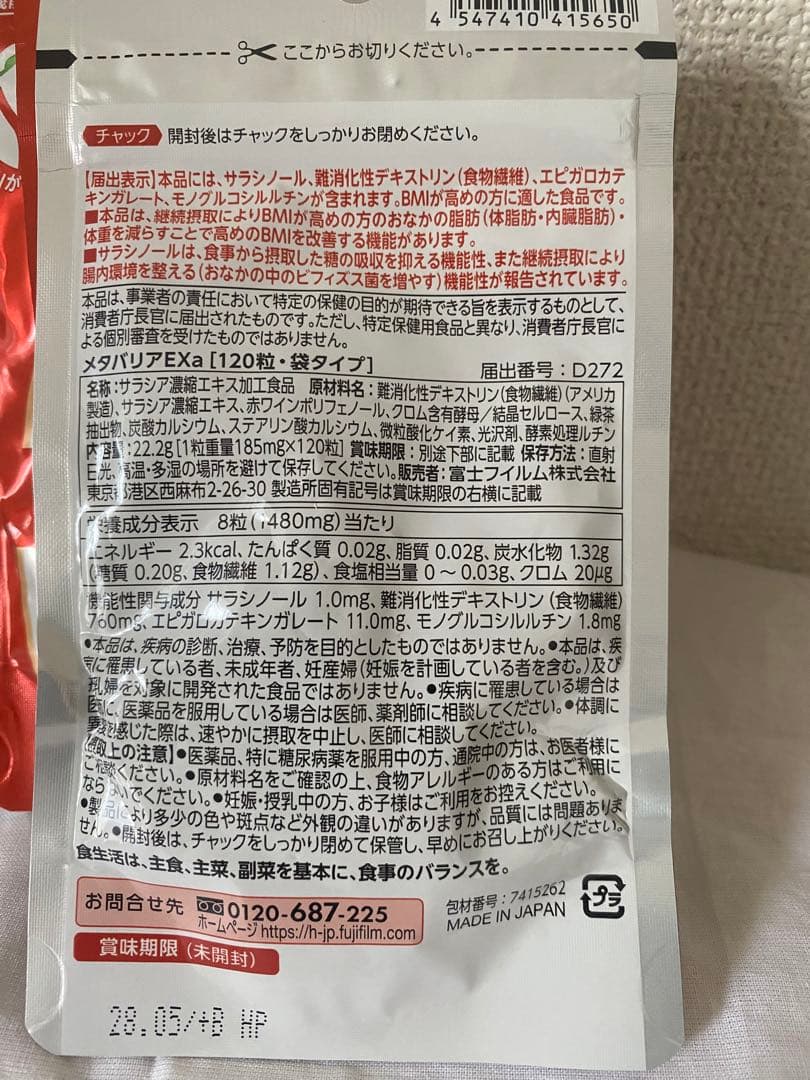 4 547410 415650
ここからお切りください。
チャック 開封後はチャックをしっかりお閉めください。
【届出表示】本品には、サラシノール、難消化性デキストリン(食物繊維)、エピガロカテ
キンガレート、モノグルコシルルチンが含まれます。BMIが高めの方に適した食品です。
■本品は、継続摂取によりBMIが高めの方のおなかの脂肪(体脂肪・内臓脂肪)・
体重を減らすことで高めのBMIを改善する機能があります。
■サラシノールは、食事から摂取した糖の吸収を抑える機能性、また継続摂取により
腸内環境を整える(おなかの中のビフィズス菌を増やす)機能性が報告されています。
本品は、事業者の責任において特定の保健の目的が期待できる旨を表示するものとして、
消費者庁長官に届出されたものです。ただし、特定保健用食品と異なり、消費者庁長官に
よる個別審査を受けたものではありません。
メタバリアEXa [120粒・袋タイプ] 届出番号:D272
名称:サラシア濃縮エキス加工食品 原材料名:難消化性デキストリン(食物繊維)(アメリカ
製造)、サラシア濃縮エキス、赤ワインポリフェノール、クロム含有酵母/結晶セルロース、緑茶
抽出物、炭酸カルシウム、ステアリン酸カルシウム、微粒酸化ケイ素、光沢剤、酵素処理ルチン
内容量:22.2g[1粒重量185mg×120粒] 賞味期限:別途下部に記載 保存方法:直射
日光、高温・多湿の場所を避けて保存してください。販売者:富士フイルム株式会社
東京都港区西麻布2-26-30 製造所固有記号は賞味期限の右横に記載
栄養成分表示 8粒(1480mg)当たり
エネルギー 2.3kcal、たんぱく質 0.02g、脂質 0.02g、炭水化物 1.32g
(糖質 0.20g、食物繊維 1.12g)、食塩相当量 0〜0.03g、クロム 20μg
機能性関与成分 サラシノール 1.0mg、難消化性デキストリン(食物繊維)
760mg、エピガロカテキンガレート 11.0mg、モノグルコシルルチン 1.8mg
●本品は、疾病の診断、治療、予防を目的としたものではありません。●本品は、疾
病に罹患している者、未成年者、妊産婦(妊娠を計画している者を含む。)及び
授乳婦を対象に開発された食品ではありません。●疾病に罹患している場合は
医師に、医薬品を服用している場合は医師、薬剤師に相談してください。●体調に
異変を感じた際は、速やかに摂取を中止し、医師に相談してください。
【摂取上の注意】●医薬品、特に糖尿病薬を服用中の方、通院中の方は、お医者様に
ご相談ください。●原材料名をご確認の上、食物アレルギーのある方はご利用に
ならないでください。●妊娠・授乳中の方、お子様はご利用をお控えください。
●製品により多少の色や斑点など外観の違いがありますが、品質には問題ありま
せん。●開封後は、チャックをしっかり閉めて保管し、早めにお召し上がりください。
食生活は、主食、主菜、副菜を基本に、食事のバランスを。
お問合せ先 0120-687-225
ホームページ https://h-jp.fujifilm.com
包材番号:7415262
MADE IN JAPAN
プラ
賞味期限(未開封)
28.05/+B HP